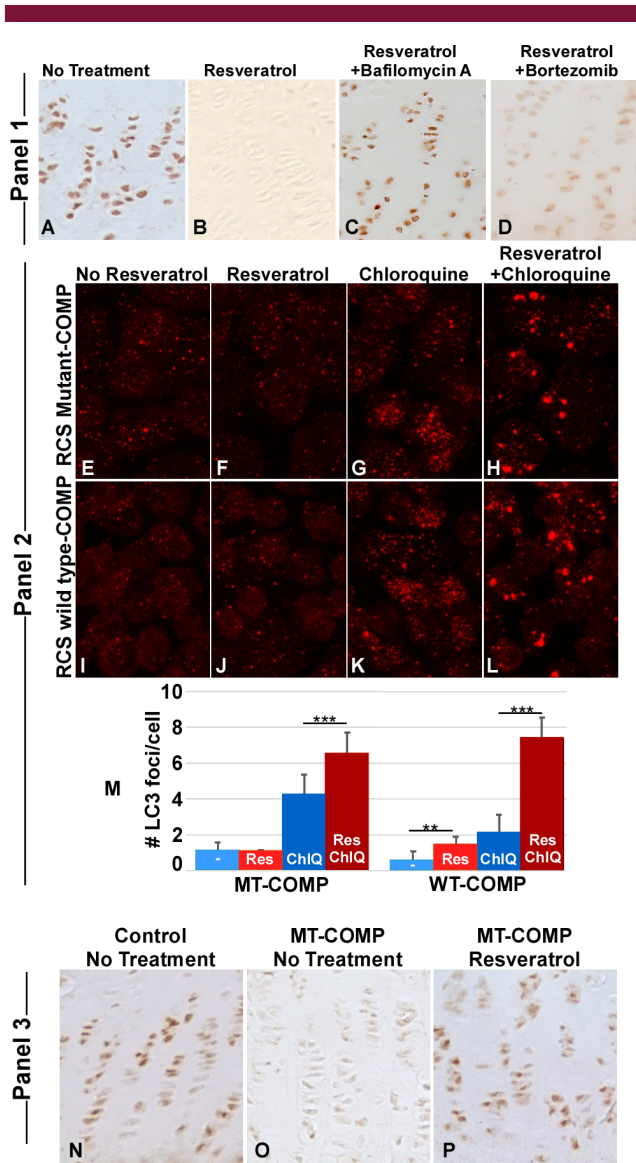 Panel 1
No Treatment
Resveratrol
Resveratrol
+Bafilomycin A
Resveratrol
+Bortezomib
A
B
C
D
Panel 2
No Resveratrol
Resveratrol
Chloroquine
Resveratrol
+Chloroquine
RCS Mutant-COMP
E
F
G
H
RCS wild type-COMP
I
J
K
L
M
# LC3 foci/cell
10
8
6
4
2
0
***
***
**
-
Res
ChlQ
Res
ChlQ
-
Res
ChlQ
Res
ChlQ
MT-COMP
WT-COMP
Panel 3
Control
No Treatment
MT-COMP
No Treatment
MT-COMP
Resveratrol
N
O
P